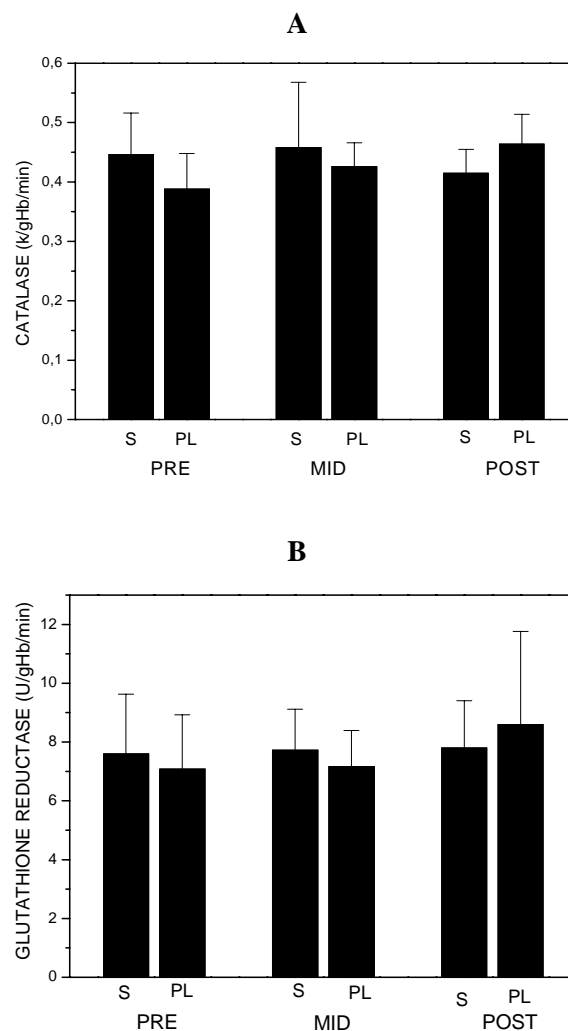 A
CATALASE (k/gHb/min)
0,6
0,5
0,4
0,3
0,2
0,1
0,0
S PL S PL S PL
PRE MID POST
B
GLUTATHIONE REDUCTASE (U/gHb/min)
12
10
8
6
4
2
0
S PL S PL S PL
PRE MID POST